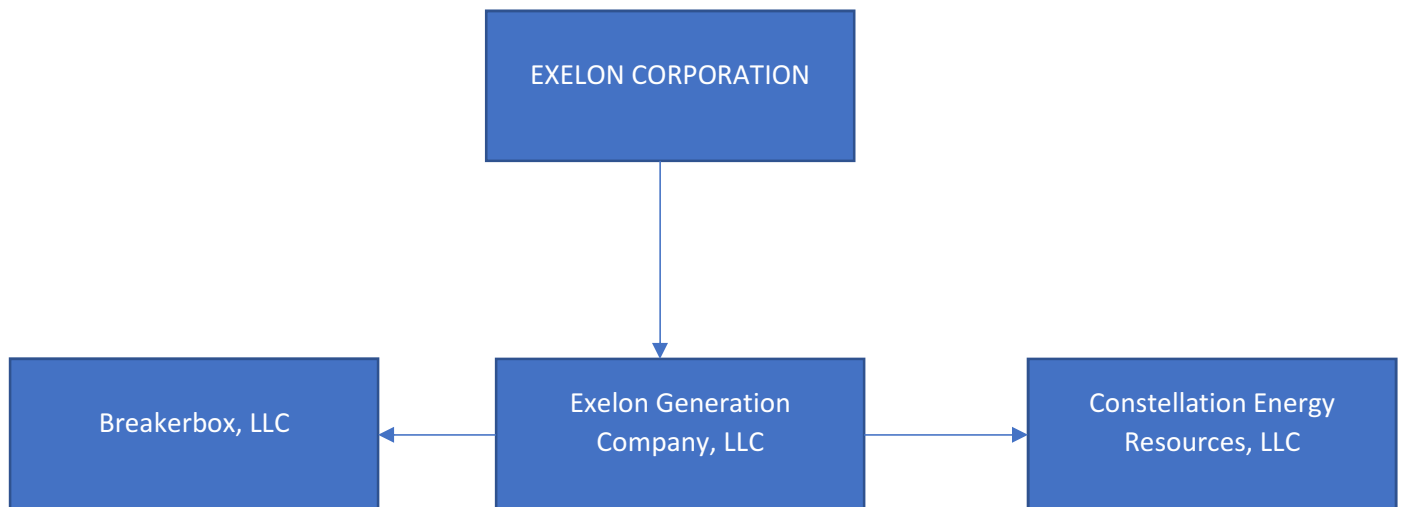 EXELON CORPORATION
Breakerbox, LLC
Exelon Generation
Company, LLC
Constellation Energy
Resources, LLC